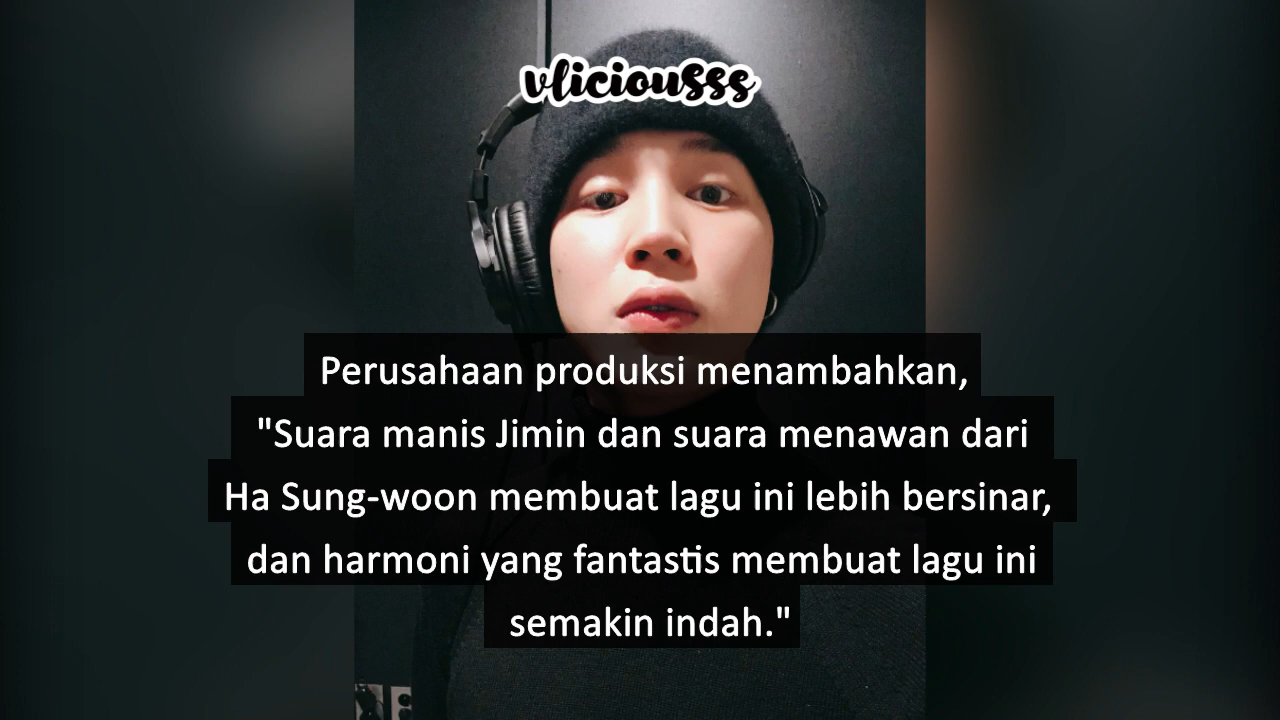 vliciousss
Perusahaan produksi menambahkan,
"Suara manis Jimin dan suara menawan dari
Ha Sung-woon membuat lagu ini lebih bersinar,
dan harmoni yang fantastis membuat lagu ini
semakin indah."